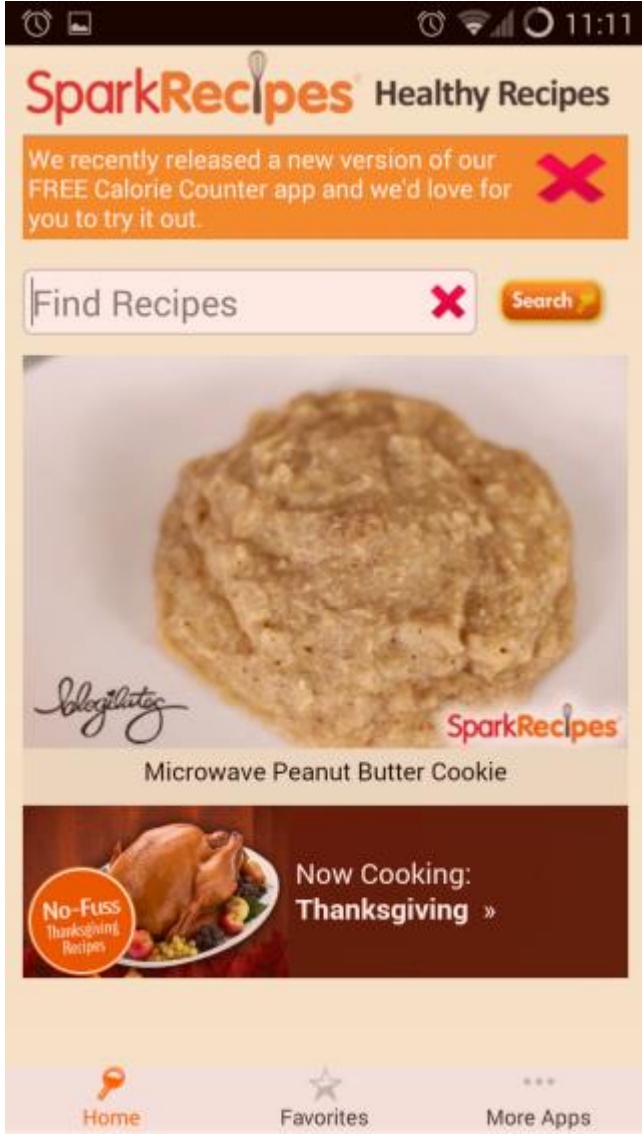 11:11
SparkRecipes Healthy Recipes
We recently released a new version of our
FREE Calorie Counter app and we'd love for
you to try it out.
Find Recipes
Search
blogilates
SparkRecipes
Microwave Peanut Butter Cookie
No-Fuss
Thanksgiving
Recipes
Now Cooking:
Thanksgiving »
Home
Favorites
More Apps